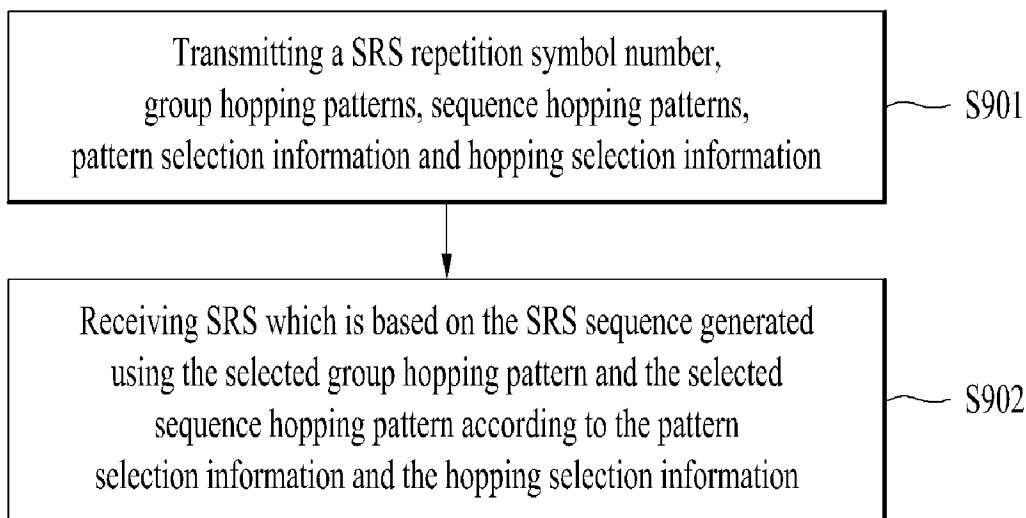 Transmitting a SRS repetition symbol number,
group hopping patterns, sequence hopping patterns,
pattern selection information and hopping selection information
S901
Receiving SRS which is based on the SRS sequence generated
using the selected group hopping pattern and the selected
sequence hopping pattern according to the pattern
selection information and the hopping selection information
S902